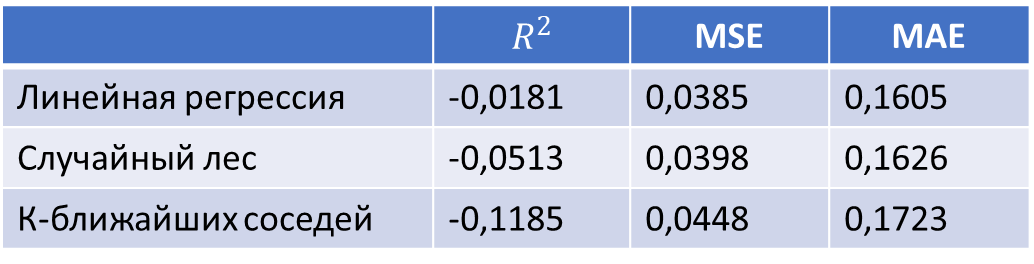 R² MSE MAE
Линейная регрессия -0,0181 0,0385 0,1605
Случайный лес -0,0513 0,0398 0,1626
К-ближайших соседей -0,1185 0,0448 0,1723